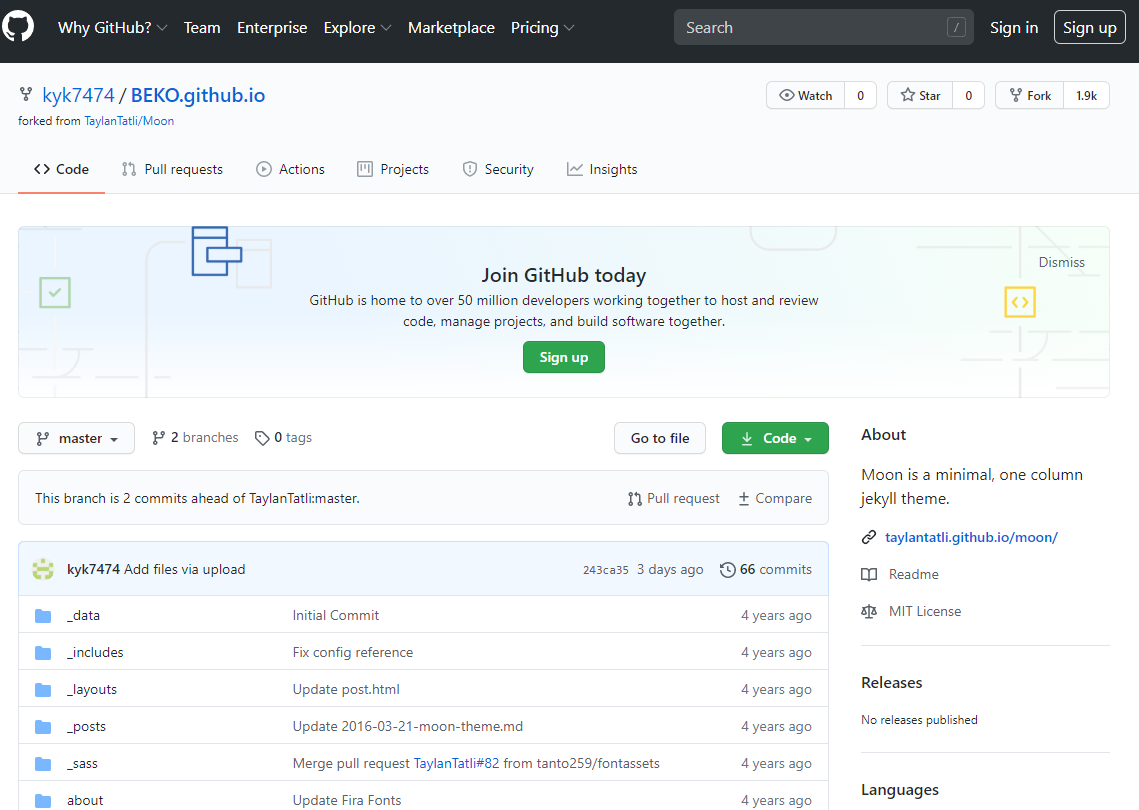 Why GitHub? Team Enterprise Explore Marketplace Pricing Search / Sign in Sign up
kyk7474 / BEKO.github.io Watch 0 Star 0 Fork 1.9k
forked from TaylanTatli/Moon
Code Pull requests Actions Projects Security Insights
Dismiss
Join GitHub today
GitHub is home to over 50 million developers working together to host and review
code, manage projects, and build software together.
Sign up
master 2 branches 0 tags Go to file Code
This branch is 2 commits ahead of TaylanTatli:master. Pull request Compare
kyk7474 Add files via upload 243ca35 3 days ago 66 commits
_data Initial Commit 4 years ago
_includes Fix config reference 4 years ago
_layouts Update post.html 4 years ago
_posts Update 2016-03-21-moon-theme.md 4 years ago
_sass Merge pull request TaylanTatli#82 from tanto259/fontassets 4 years ago
about Update Fira Fonts 4 years ago
About
Moon is a minimal, one column
jekyll theme.
taylantatli.github.io/moon/
Readme
MIT License
Releases
No releases published
Languages